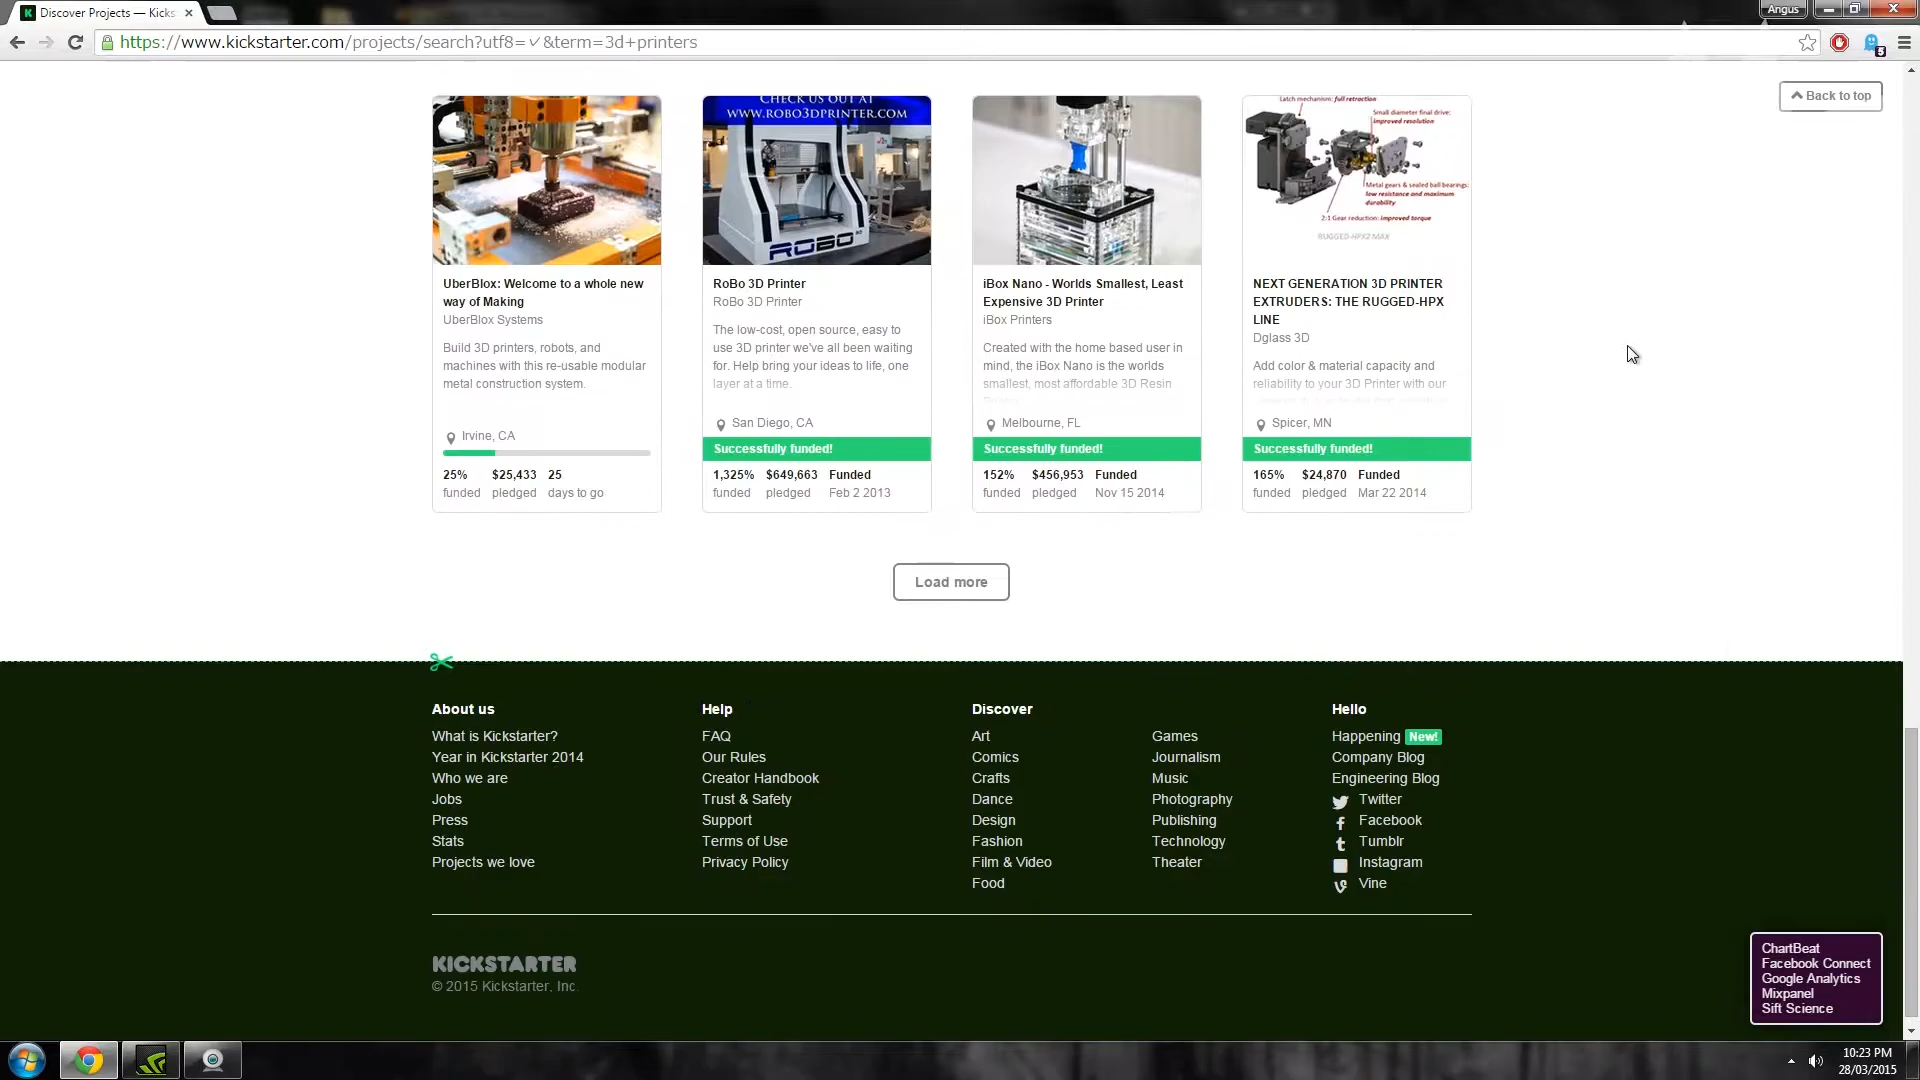 Discover Projects — Kicks
Angus
https://www.kickstarter.com/projects/search?utf8=✓&term=3d+printers
5
Back to top
CHECK US OUT AT
WWW.ROBO3DPRINTER.COM
ROBO 3D
Latch mechanism: full retraction
Small diameter final drive:
improved resolution
Metal gears & sealed ball bearings:
low resistance and maximum
durability
2:1 Gear reduction: improved torque
RUGGED-HPX2 MAX
UberBlox: Welcome to a whole new
way of Making
UberBlox Systems
Build 3D printers, robots, and
machines with this re-usable modular
metal construction system.
Irvine, CA
25% $25,433 25
funded pledged days to go
RoBo 3D Printer
RoBo 3D Printer
The low-cost, open source, easy to
use 3D printer we've all been waiting
for. Help bring your ideas to life, one
layer at a time.
San Diego, CA
Successfully funded!
1,325% $649,663 Funded
funded pledged Feb 2 2013
iBox Nano - Worlds Smallest, Least
Expensive 3D Printer
iBox Printers
Created with the home based user in
mind, the iBox Nano is the worlds
smallest, most affordable 3D Resin
Melbourne, FL
Successfully funded!
152% $456,953 Funded
funded pledged Nov 15 2014
NEXT GENERATION 3D PRINTER
EXTRUDERS: THE RUGGED-HPX
LINE
Dglass 3D
Add color & material capacity and
reliability to your 3D Printer with our
Spicer, MN
Successfully funded!
165% $24,870 Funded
funded pledged Mar 22 2014
Load more
About us
What is Kickstarter?
Year in Kickstarter 2014
Who we are
Jobs
Press
Stats
Projects we love
Help
FAQ
Our Rules
Creator Handbook
Trust & Safety
Support
Terms of Use
Privacy Policy
Discover
Art
Comics
Crafts
Dance
Design
Fashion
Film & Video
Food
Games
Journalism
Music
Photography
Publishing
Technology
Theater
Hello
Happening New!
Company Blog
Engineering Blog
Twitter
Facebook
Tumblr
Instagram
Vine
KICKSTARTER
© 2015 Kickstarter, Inc.
ChartBeat
Facebook Connect
Google Analytics
Mixpanel
Sift Science
10:23 PM
28/03/2015